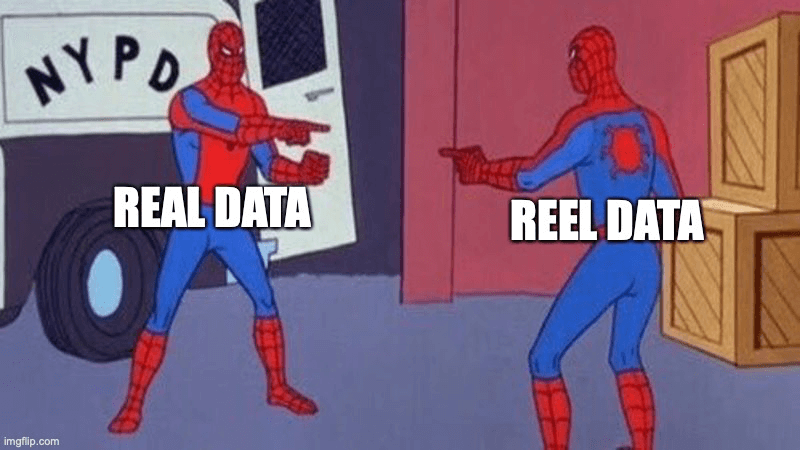 NYPD
REAL DATA
REEL DATA
imgflip.com